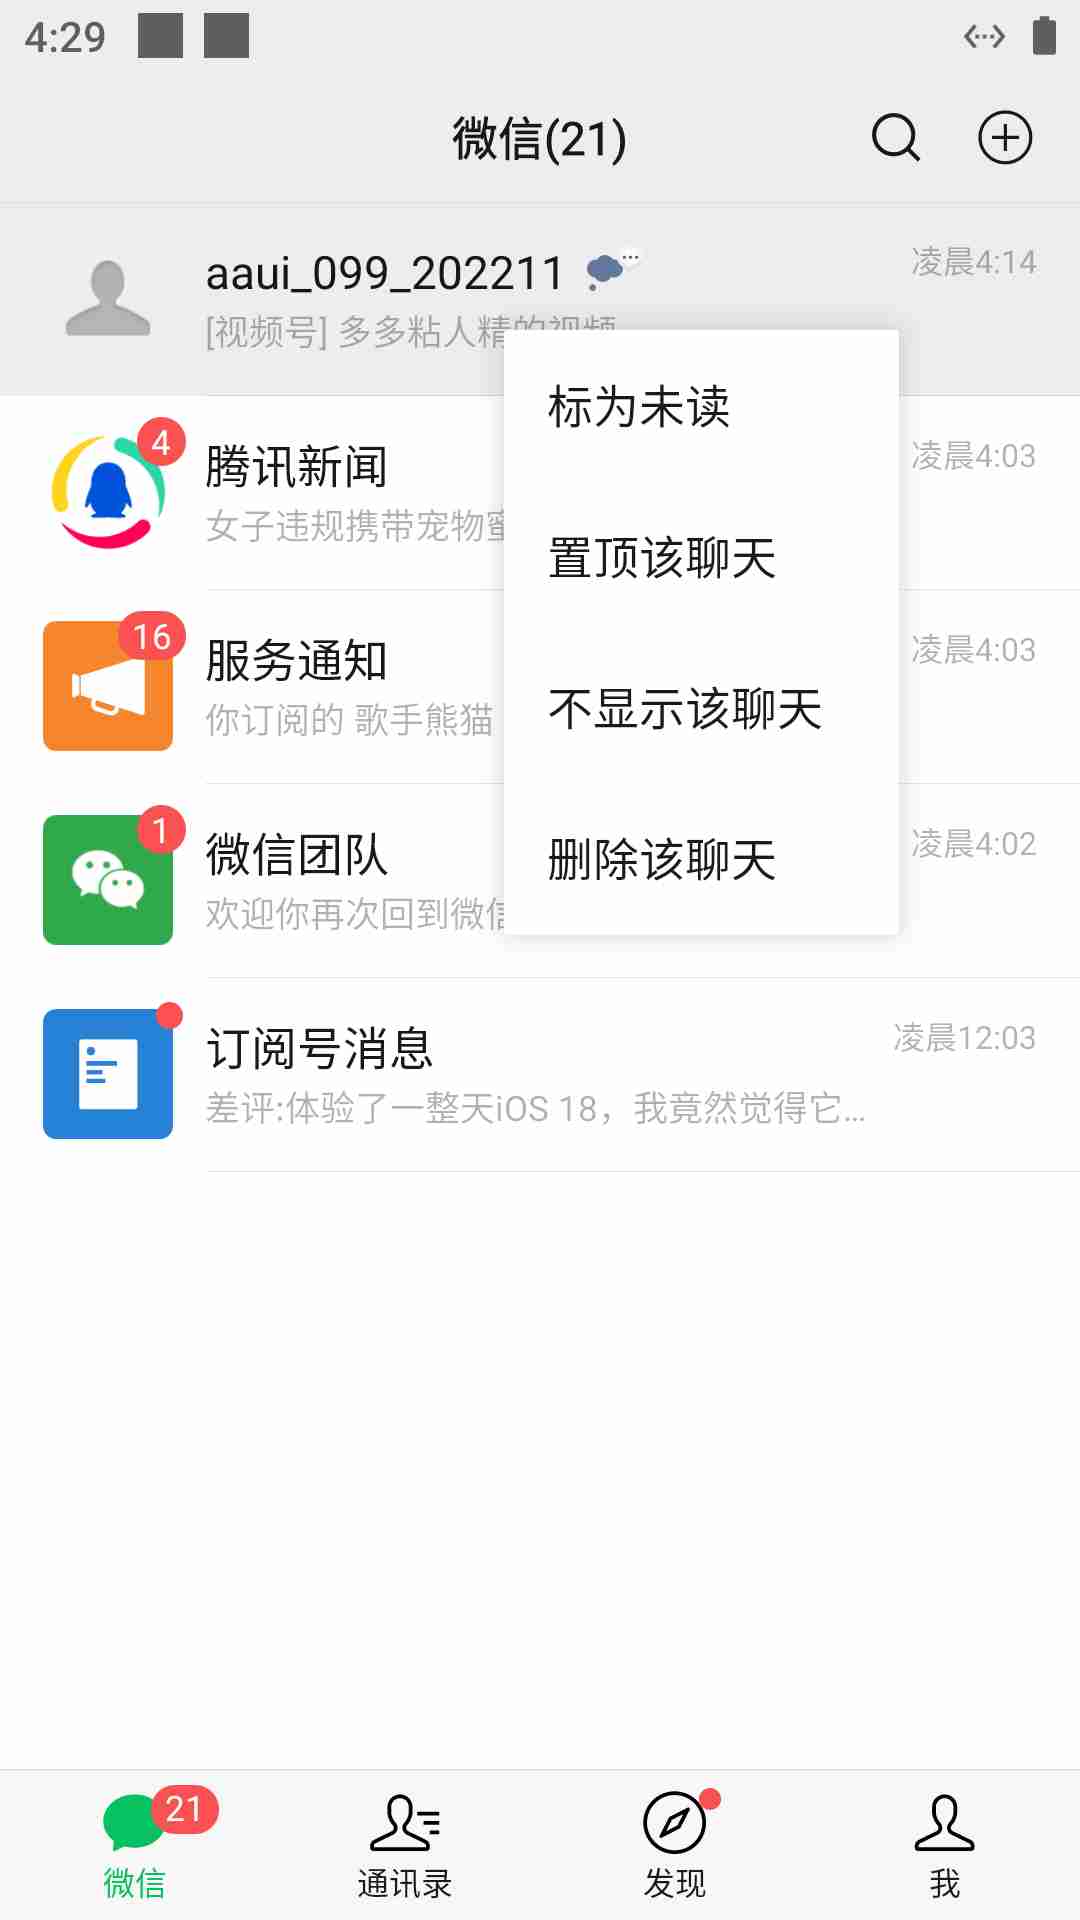 4:29
微信(21)
aaui_099_202211
凌晨4:14
[视频号] 多多粘人精的视频
标为未读
4
腾讯新闻
凌晨4:03
女子违规携带宠物蜜
置顶该聊天
16
服务通知
凌晨4:03
你订阅的 歌手熊猫
不显示该聊天
1
微信团队
凌晨4:02
欢迎你再次回到微信
删除该聊天
订阅号消息
凌晨12:03
差评:体验了一整天iOS 18，我竟然觉得它...
21
微信
通讯录
发现
我